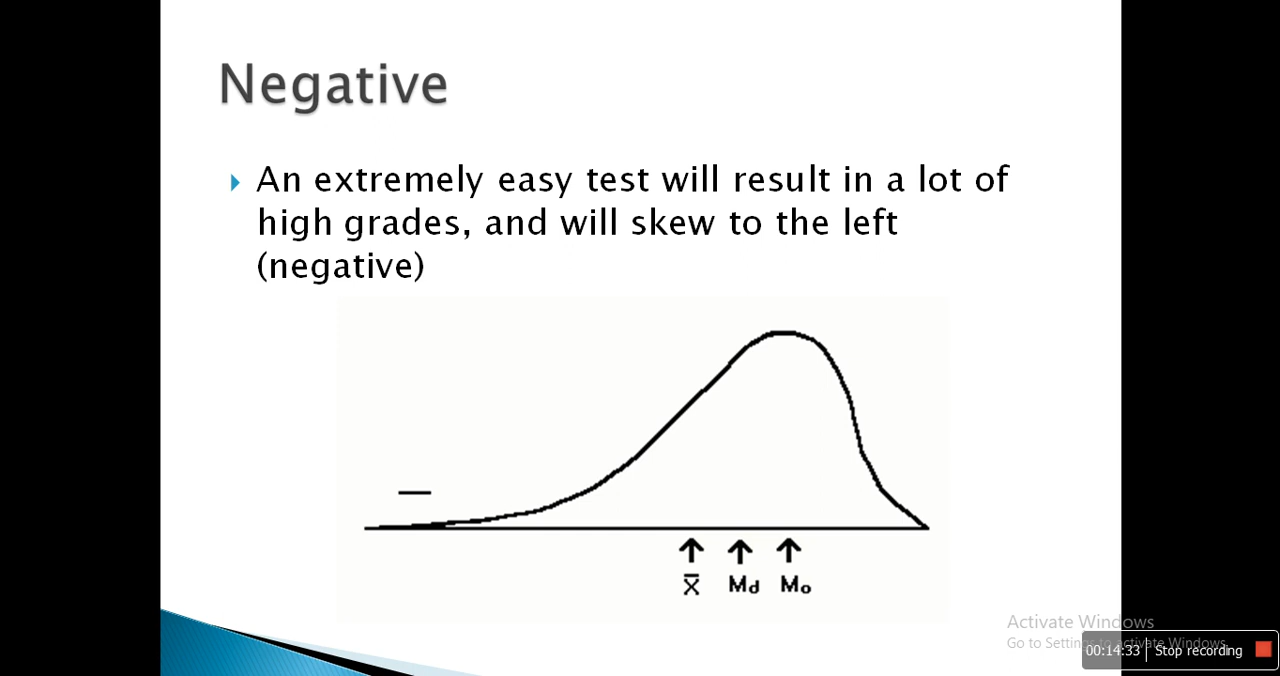 Negative
An extremely easy test will result in a lot of
high grades, and will skew to the left
(negative)
—
X̅ Md Mo
Activate Windows
Go to Settings to activate Windows.
00:14:33 Stop recording